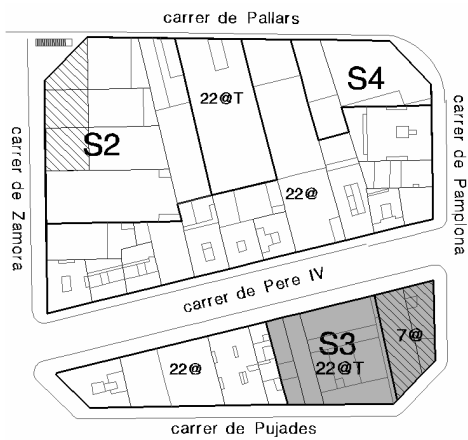 carrer de Pallars
S4
22@T
S2
carrer de Zamora
carrer de Pamplona
22@
carrer de Pere IV
S3
7@
22@
22@T
carrer de Pujades